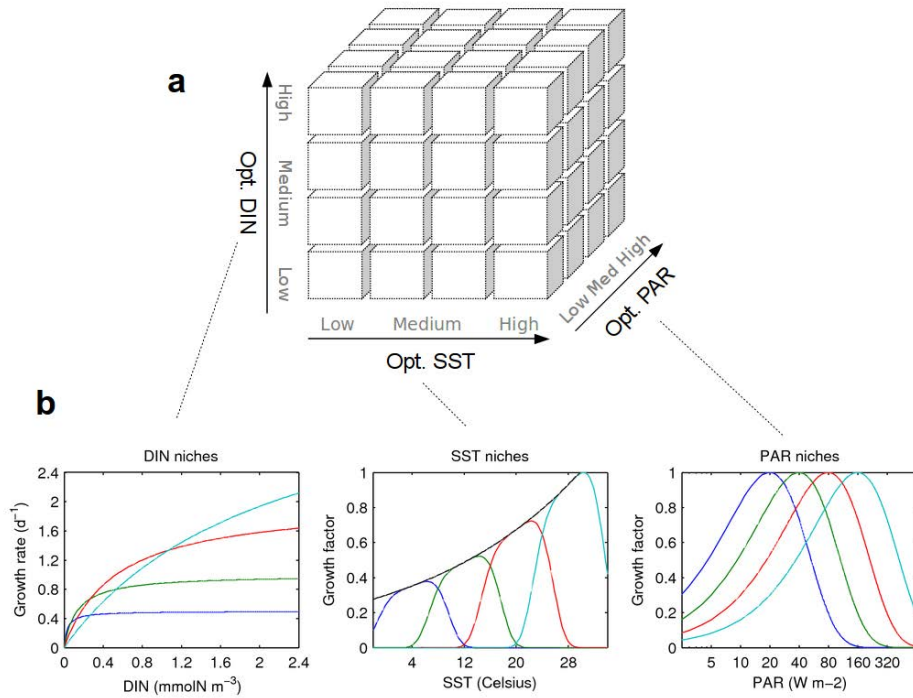 a
High
Medium
Low
Opt. DIN
Low Medium High
Opt. SST
Low Med High
Opt. PAR
b
DIN niches
2.4
2
1.6
1.2
0.8
0.4
0
0 0.4 0.8 1.2 1.6 2 2.4
Growth rate (d⁻¹)
DIN (mmolN m⁻³)
SST niches
1
0.8
0.6
0.4
0.2
0
4 12 20 28
Growth factor
SST (Celsius)
PAR niches
1
0.8
0.6
0.4
0.2
0
5 10 20 40 80 160 320
Growth factor
PAR (W m-2)